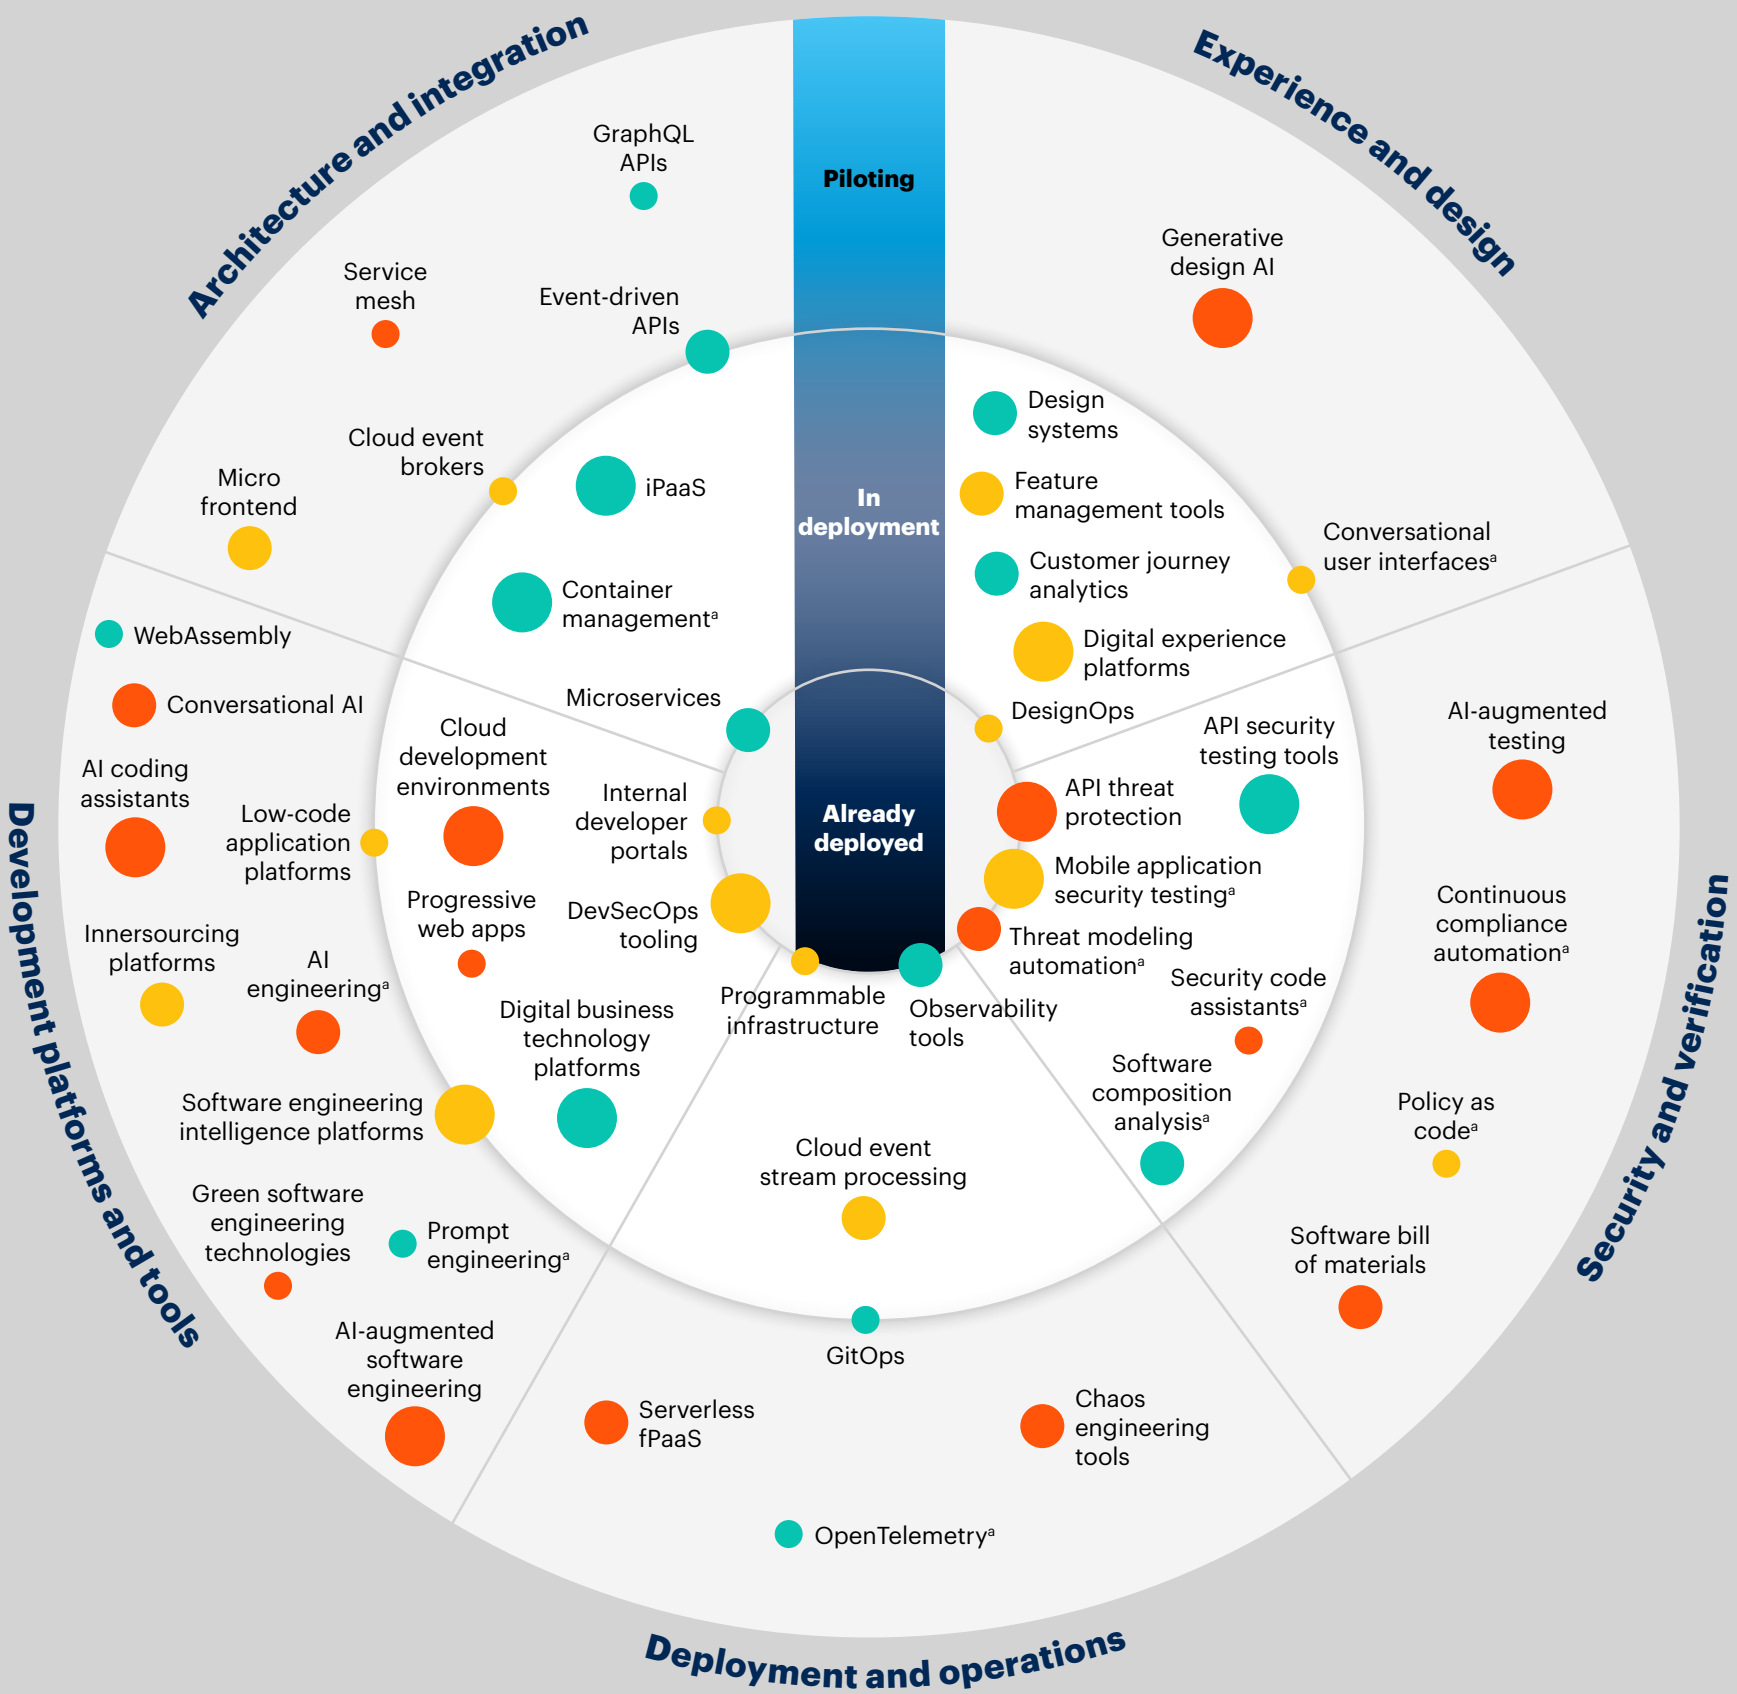 Architecture and integration
Experience and design
Piloting
In
deployment
Already
deployed
GraphQL
APIs
Service
mesh
Event-driven
APIs
Cloud event
brokers
Micro
frontend
iPaaS
Container
managementᵃ
Microservices
Generative
design AI
Design
systems
Feature
management tools
Customer journey
analytics
Conversational
user interfacesᵃ
Digital experience
platforms
DesignOps
Development platforms and tools
WebAssembly
Conversational AI
AI coding
assistants
Low-code
application
platforms
Cloud
development
environments
Internal
developer
portals
Progressive
web apps
DevSecOps
tooling
Innersourcing
platforms
AI
engineeringᵃ
Digital business
technology
platforms
Software engineering
intelligence platforms
Green software
engineering
technologies
Prompt
engineeringᵃ
AI-augmented
software
engineering
Security and verification
API security
testing tools
AI-augmented
testing
API threat
protection
Mobile application
security testingᵃ
Threat modeling
automationᵃ
Continuous
compliance
automationᵃ
Security code
assistantsᵃ
Software
composition
analysisᵃ
Policy as
codeᵃ
Software bill
of materials
Programmable
infrastructure
Observability
tools
Cloud event
stream processing
GitOps
Serverless
fPaaS
Chaos
engineering
tools
OpenTelemetryᵃ
Deployment and operations